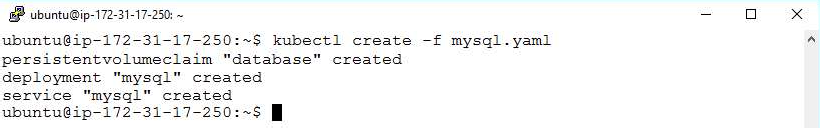 ubuntu@ip-172-31-17-250: ~
ubuntu@ip-172-31-17-250:~$ kubectl create -f mysql.yaml
persistentvolumeclaim "database" created
deployment "mysql" created
service "mysql" created
ubuntu@ip-172-31-17-250:~$